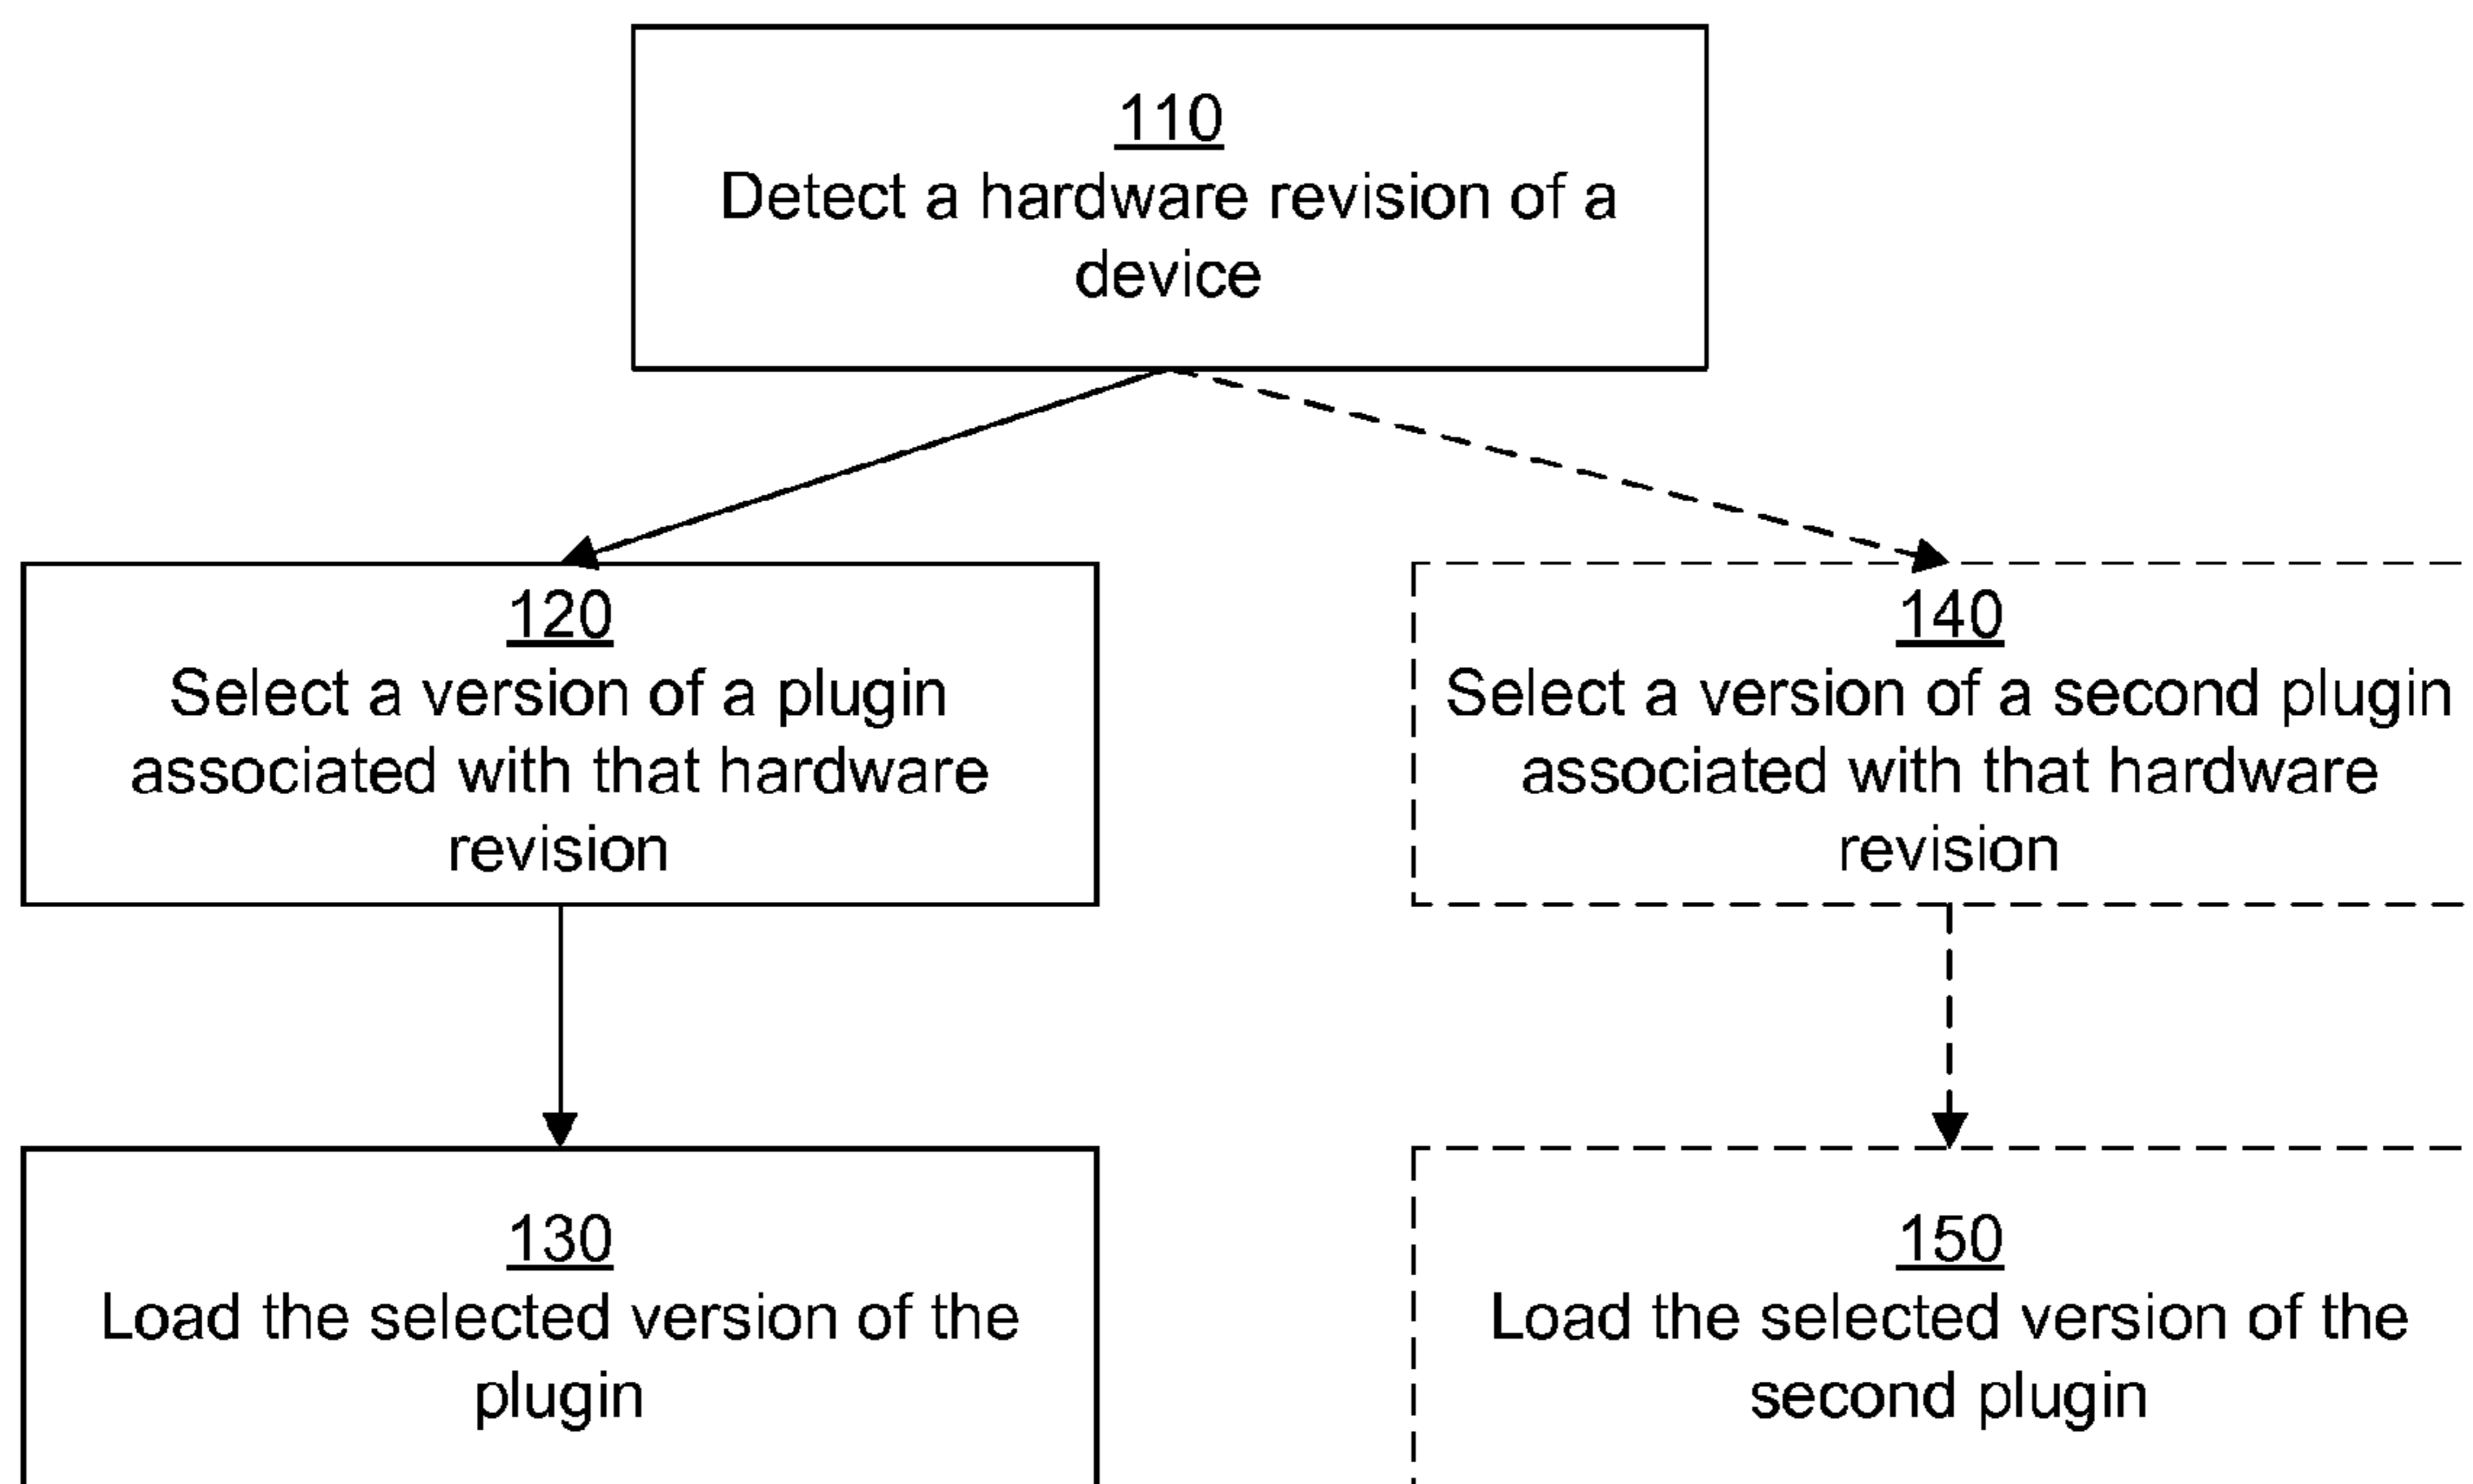 110
Detect a hardware revision of a
device
120
Select a version of a plugin
associated with that hardware
revision
140
Select a version of a second plugin
associated with that hardware
revision
130
Load the selected version of the
plugin
150
Load the selected version of the
second plugin